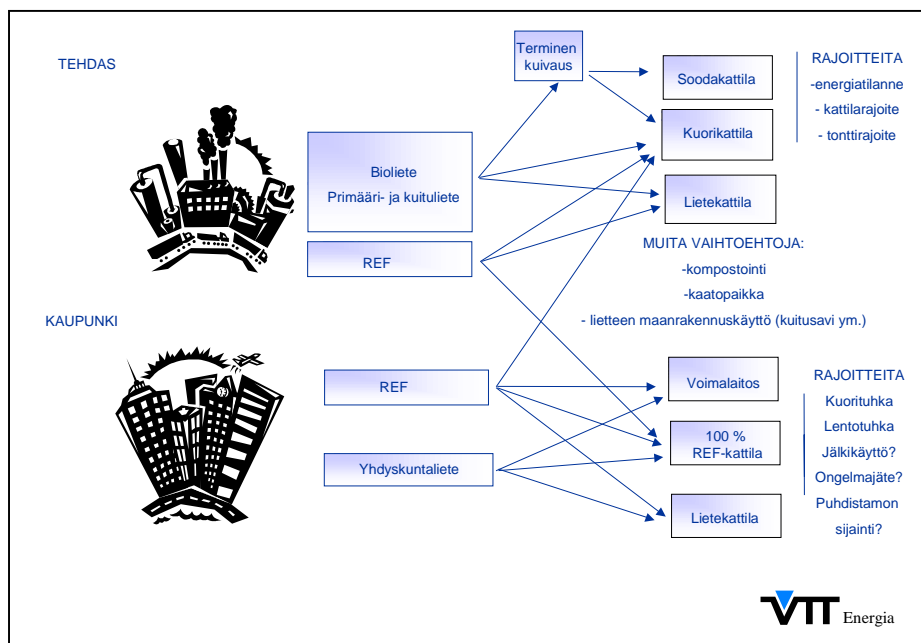 TEHDAS
Terminen
kuivaus
Soodakattila
Kuorikattila
Lietekattila
RAJOITTEITA
-energiatilanne
- kattilarajoite
- tonttirajoite
Bioliete
Primääri- ja kuituliete
REF
MUITA VAIHTOEHTOJA:
-kompostointi
-kaatopaikka
- lietteen maanrakennuskäyttö (kuitusavi ym.)
KAUPUNKI
REF
Yhdyskuntaliete
Voimalaitos
100 %
REF-kattila
Lietekattila
RAJOITTEITA
Kuorituhka
Lentotuhka
Jälkikäyttö?
Ongelmajäte?
Puhdistamon
sijainti?
VTT Energia